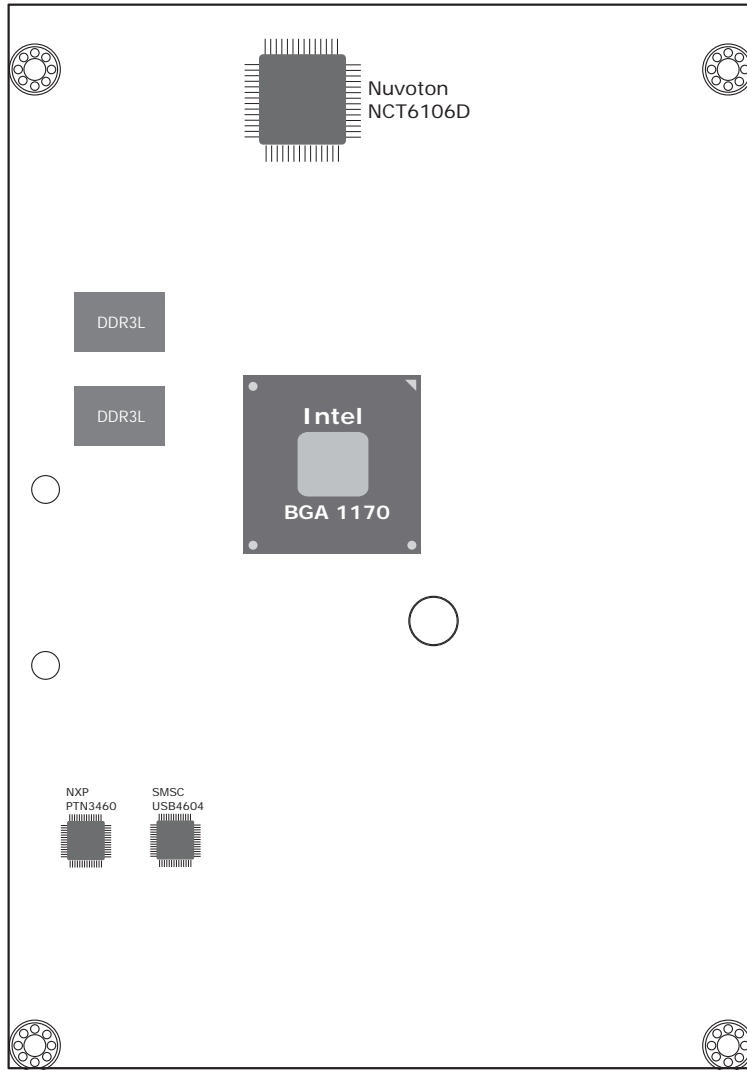 Nuvoton
NCT6106D
DDR3L
DDR3L
Intel
BGA 1170
NXP
PTN3460
SMSC
USB4604